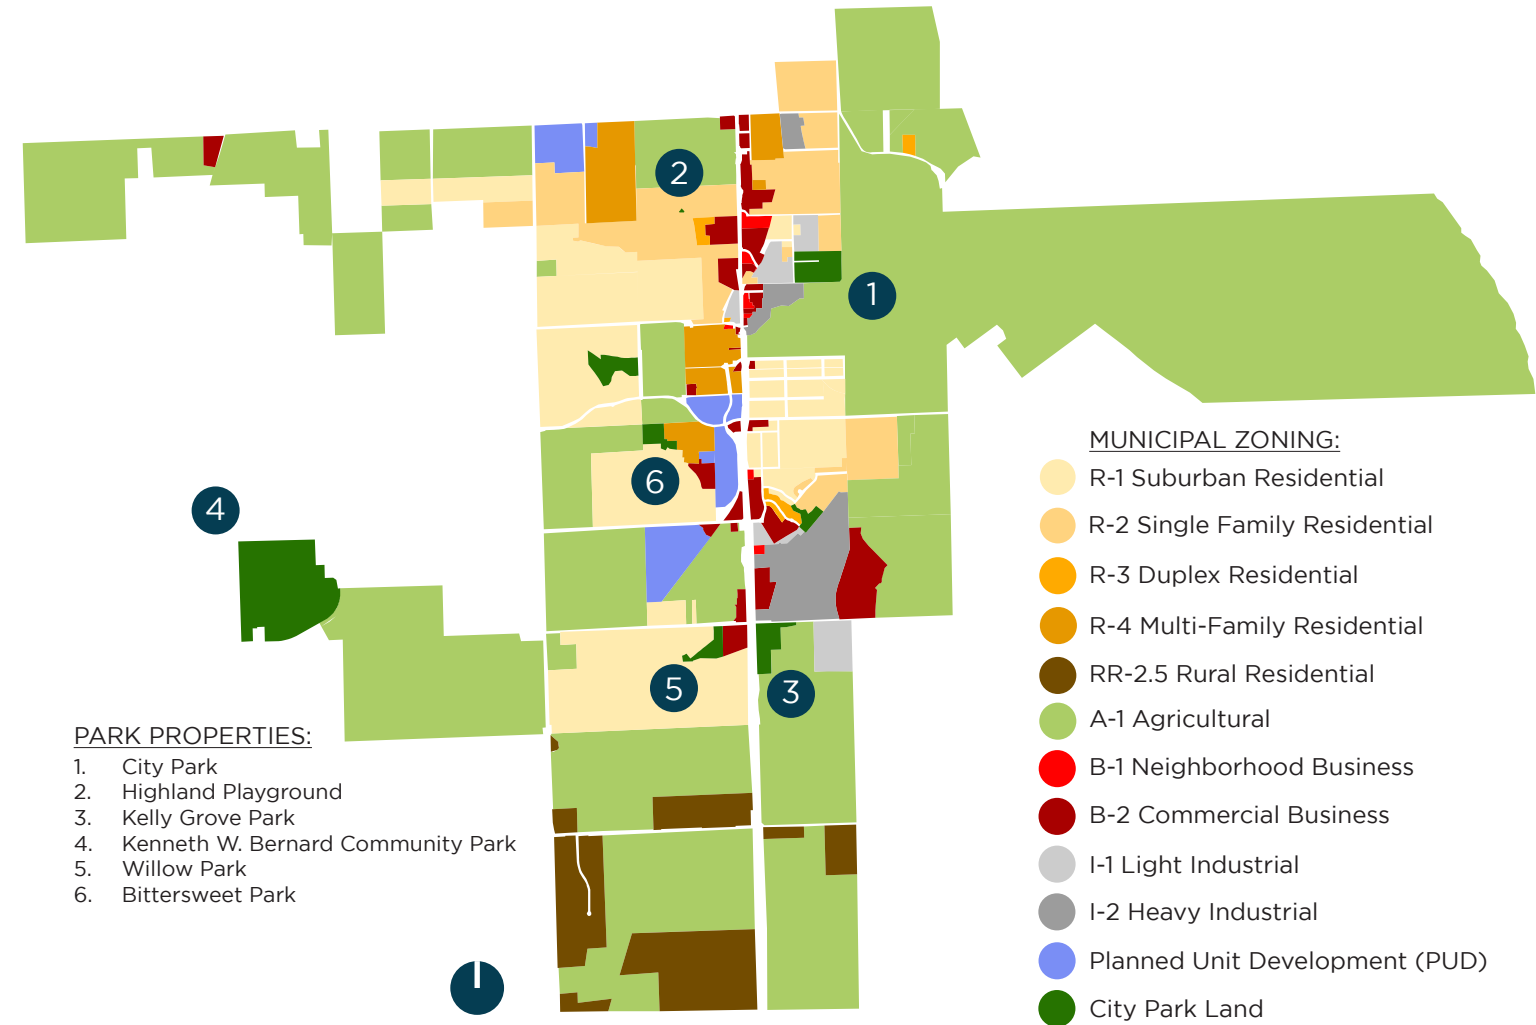 2
1
4
6
5
3
MUNICIPAL ZONING:
R-1 Suburban Residential
R-2 Single Family Residential
R-3 Duplex Residential
R-4 Multi-Family Residential
RR-2.5 Rural Residential
A-1 Agricultural
B-1 Neighborhood Business
B-2 Commercial Business
I-1 Light Industrial
I-2 Heavy Industrial
Planned Unit Development (PUD)
City Park Land
PARK PROPERTIES:
1. City Park
2. Highland Playground
3. Kelly Grove Park
4. Kenneth W. Bernard Community Park
5. Willow Park
6. Bittersweet Park